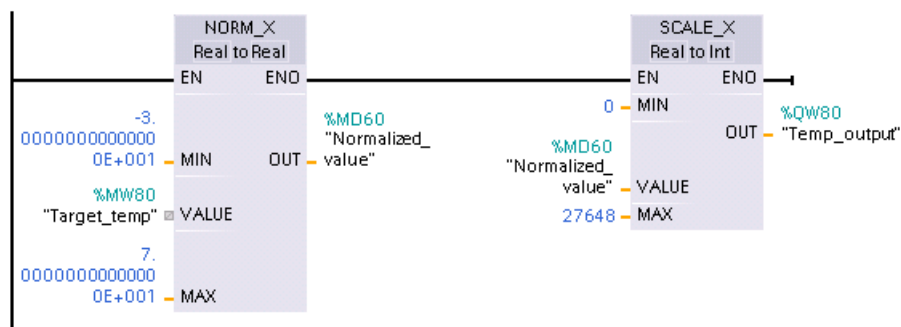 NORM_X
Real to Real
EN
ENO
-3.
0000000000000
0E+001
MIN
OUT
%MD60
"Normalized_
value"
%MW80
"Target_temp"
VALUE
7.
0000000000000
0E+001
MAX
SCALE_X
Real to Int
EN
ENO
0
MIN
OUT
%QW80
"Temp_output"
%MD60
"Normalized_
value"
VALUE
27648
MAX